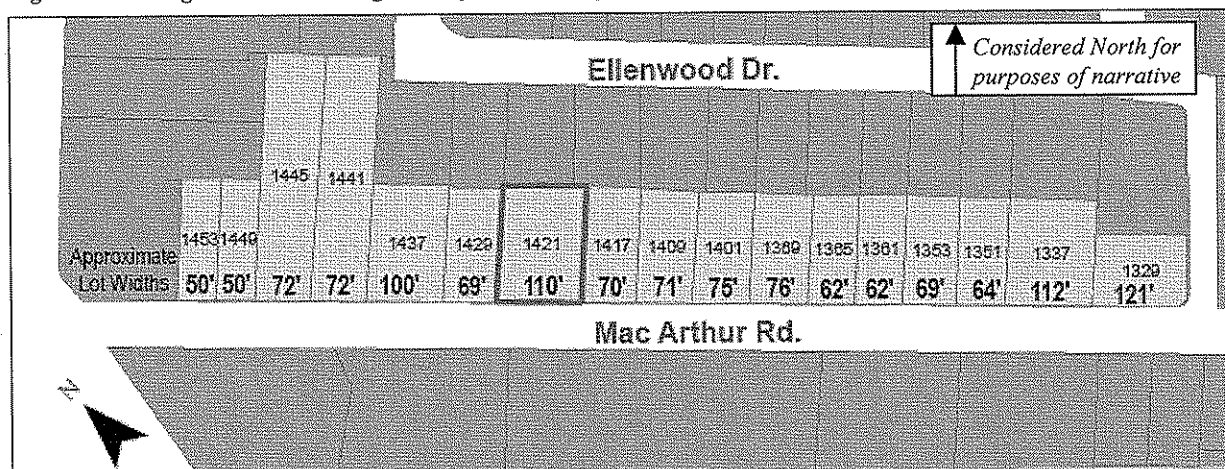 Ellenwood Dr.
Considered North for
purposes of narrative
1445 1441
1453 1449 1437 1429 1421 1417 1409 1401 1389 1365 1361 1353 1351 1337 1329
Approximate
Lot Widths 50' 50' 72' 72' 100' 69' 110' 70' 71' 75' 76' 62' 62' 69' 64' 112' 121'
Mac Arthur Rd.
N